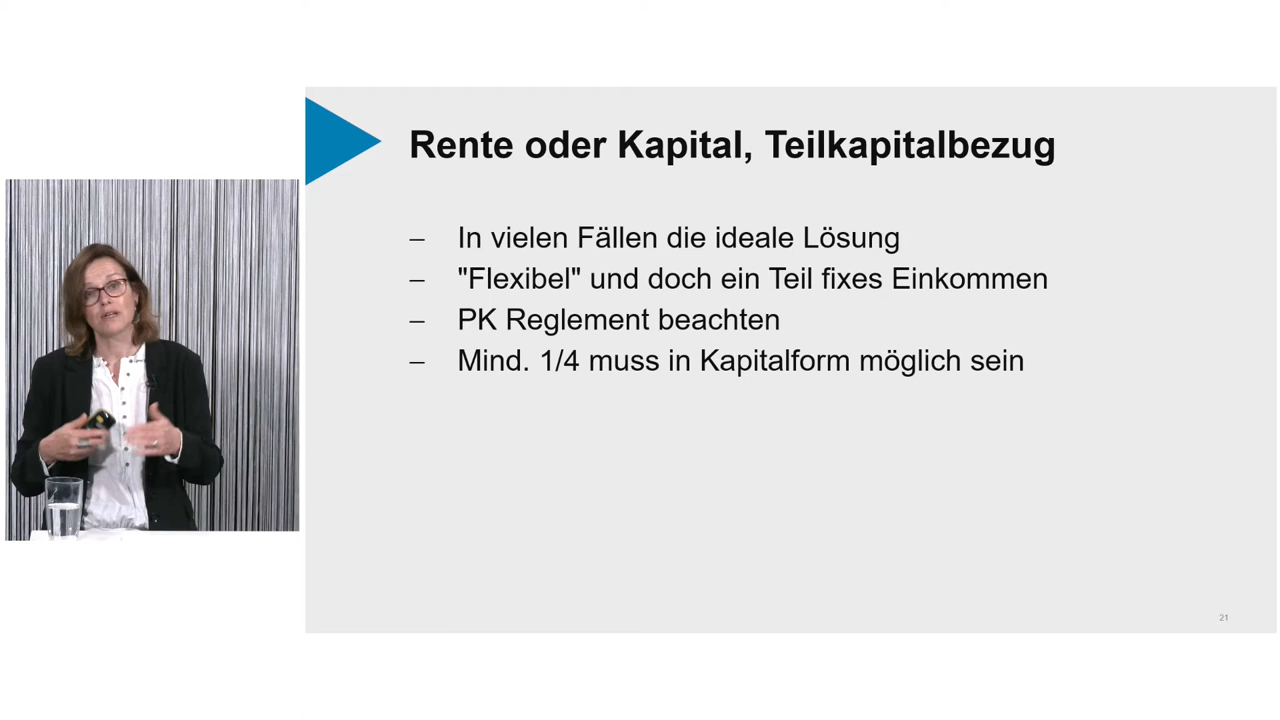 Rente oder Kapital, Teilkapitalbezug
– In vielen Fällen die ideale Lösung
– "Flexibel" und doch ein Teil fixes Einkommen
– PK Reglement beachten
– Mind. 1/4 muss in Kapitalform möglich sein
21